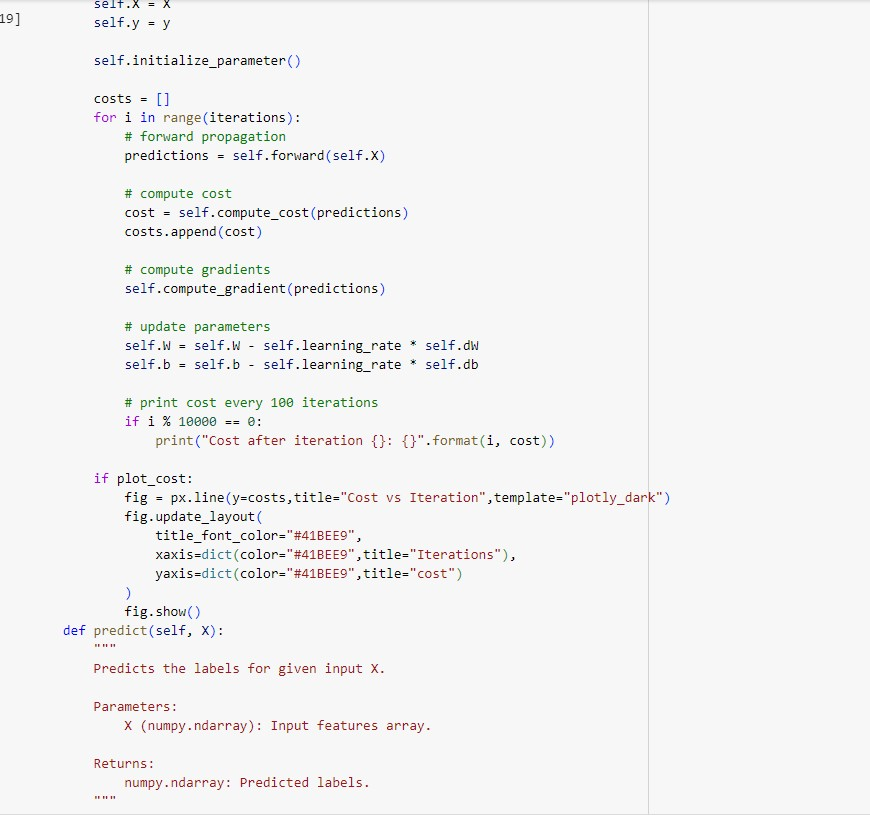 self.X = X
19]
self.y = y
self.initialize_parameter()
costs = []
for i in range(iterations):
# forward propagation
predictions = self.forward(self.X)
# compute cost
cost = self.compute_cost(predictions)
costs.append(cost)
# compute gradients
self.compute_gradient(predictions)
# update parameters
self.W = self.W - self.learning_rate * self.dW
self.b = self.b - self.learning_rate * self.db
# print cost every 100 iterations
if i % 10000 == 0:
print("Cost after iteration {}: {}".format(i, cost))
if plot_cost:
fig = px.line(y=costs,title="Cost vs Iteration",template="plotly_dark")
fig.update_layout(
title_font_color="#41BEE9",
xaxis=dict(color="#41BEE9",title="Iterations"),
yaxis=dict(color="#41BEE9",title="cost")
)
fig.show()
def predict(self, X):
"""
Predicts the labels for given input X.
Parameters:
X (numpy.ndarray): Input features array.
Returns:
numpy.ndarray: Predicted labels.
"""